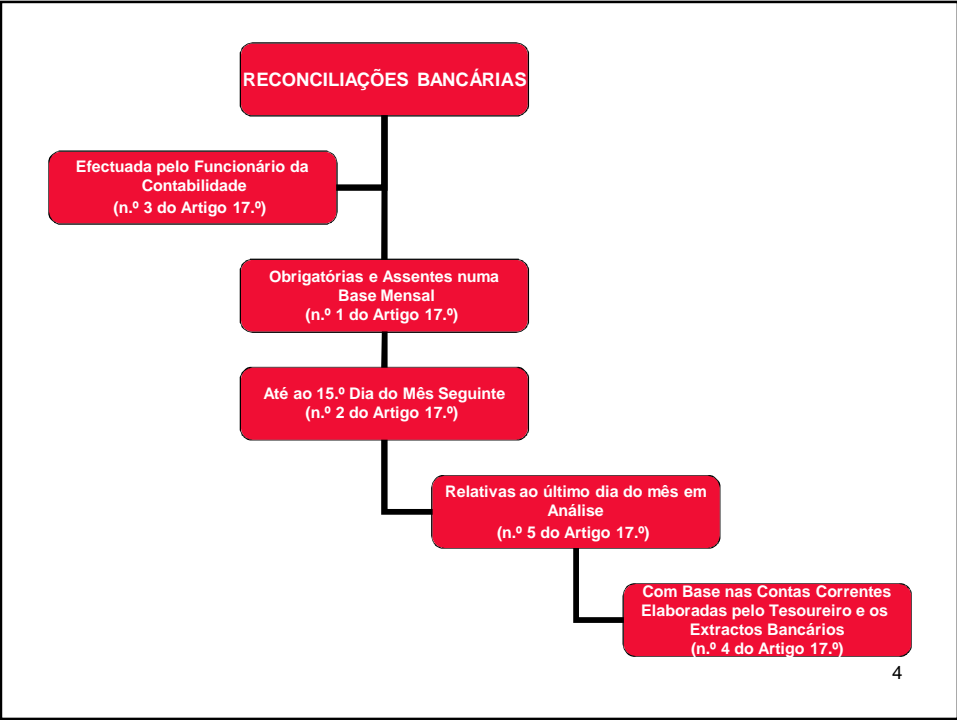 RECONCILIAÇÕES BANCÁRIAS
Efectuada pelo Funcionário da
Contabilidade
(n.º 3 do Artigo 17.º)
Obrigatórias e Assentes numa
Base Mensal
(n.º 1 do Artigo 17.º)
Até ao 15.º Dia do Mês Seguinte
(n.º 2 do Artigo 17.º)
Relativas ao último dia do mês em
Análise
(n.º 5 do Artigo 17.º)
Com Base nas Contas Correntes
Elaboradas pelo Tesoureiro e os
Extractos Bancários
(n.º 4 do Artigo 17.º)
4